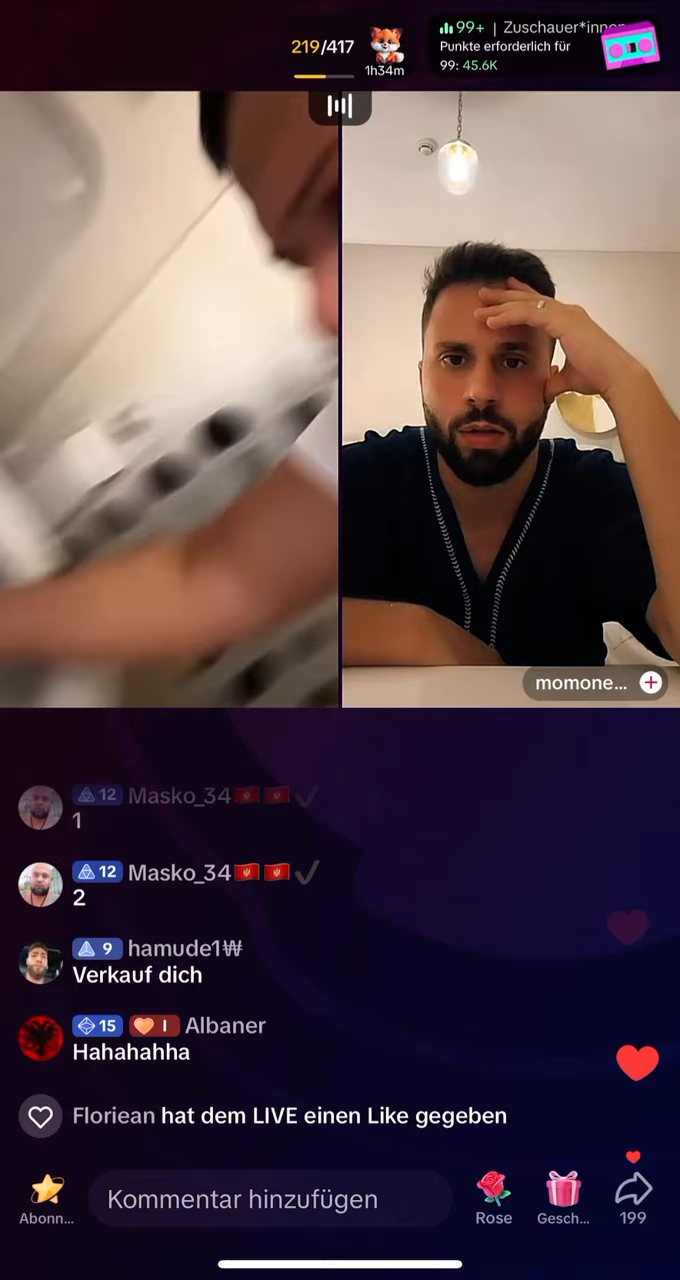 219/417
1h34m
99+ | Zuschauer*innen
Punkte erforderlich für
99: 45.6K
momone...
12 Masko_34
1
12 Masko_34
2
9 hamude1₩
Verkauf dich
15 I Albaner
Hahahahha
Floriean hat dem LIVE einen Like gegeben
Abonn...
Kommentar hinzufügen
Rose
Gesch...
199